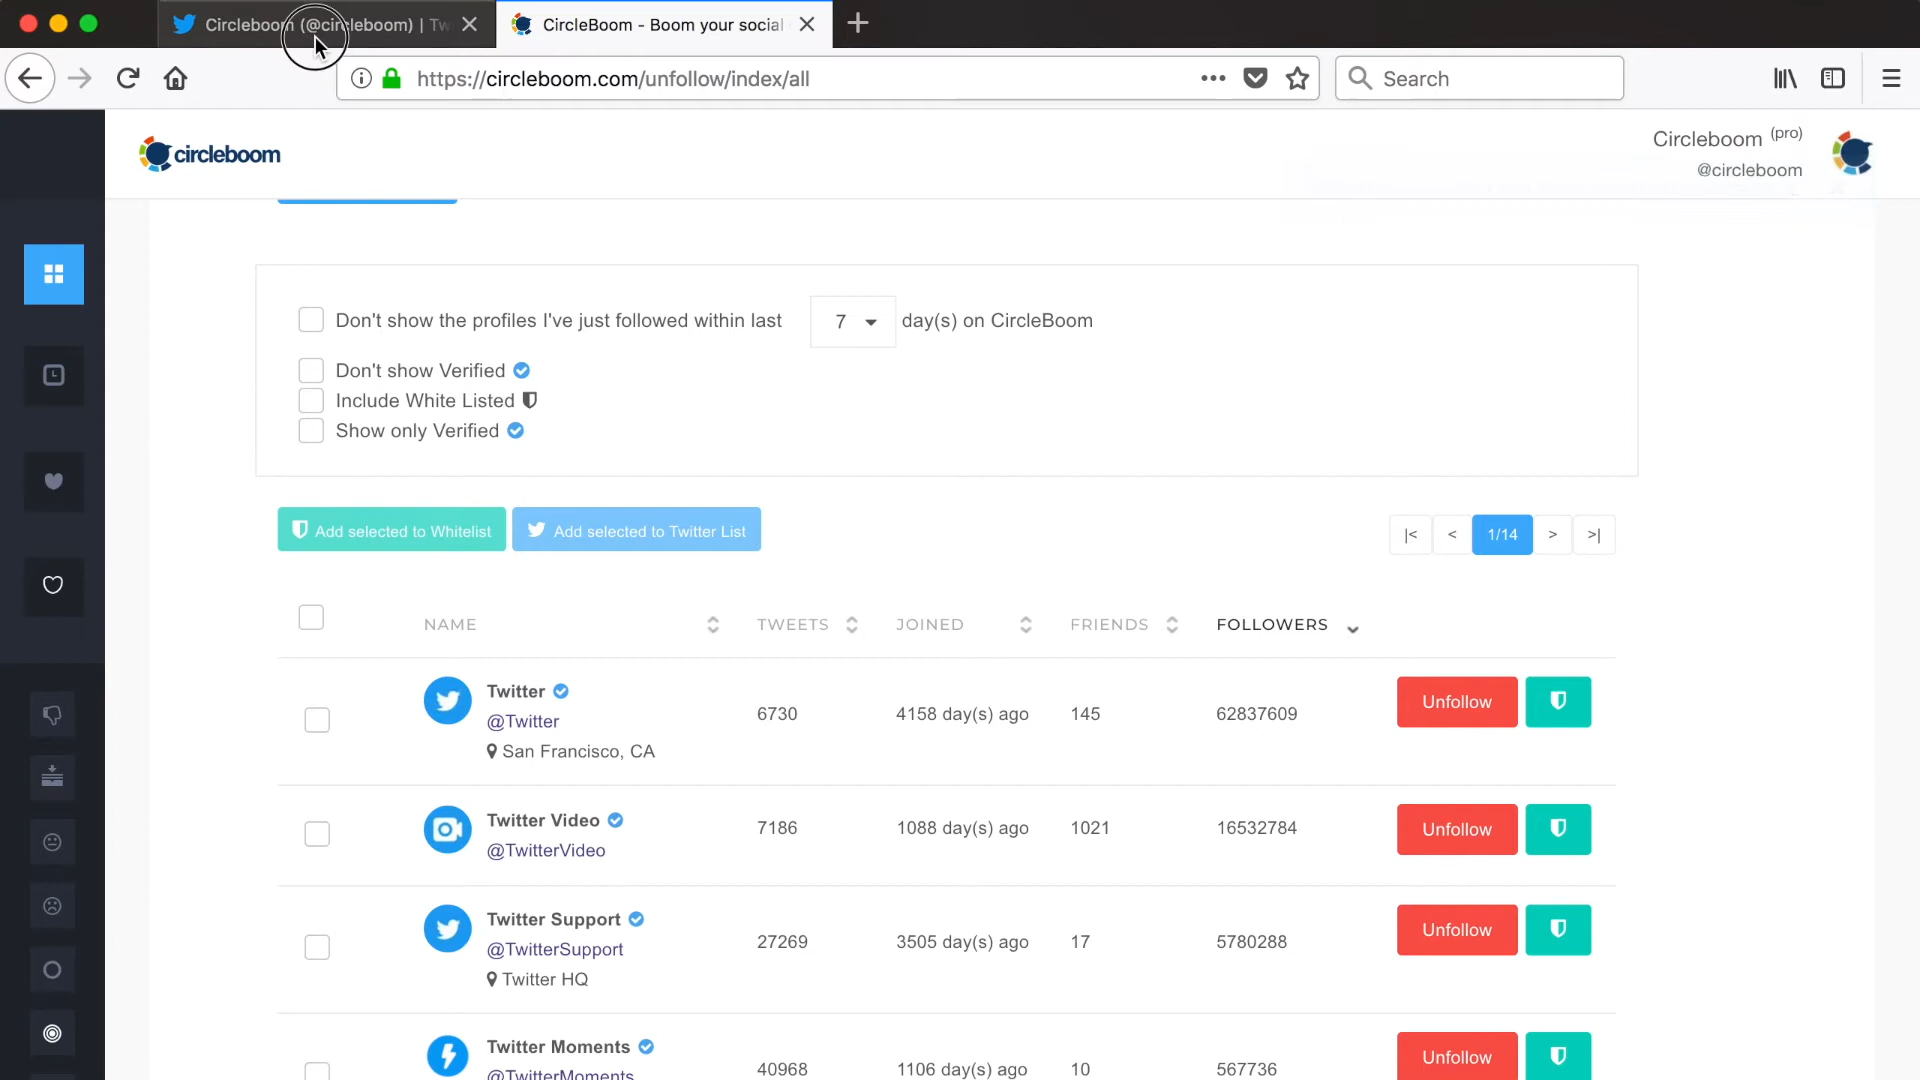 Circleboom (@circleboom) | Tw
CircleBoom - Boom your social
https://circleboom.com/unfollow/index/all
Search
circleboom
Circleboom (pro)
@circleboom
Don't show the profiles I've just followed within last 7 day(s) on CircleBoom
Don't show Verified
Include White Listed
Show only Verified
Add selected to Whitelist
Add selected to Twitter List
|< < 1/14 > >|
NAME TWEETS JOINED FRIENDS FOLLOWERS
Twitter
@Twitter
San Francisco, CA
6730 4158 day(s) ago 145 62837609 Unfollow
Twitter Video
@TwitterVideo
7186 1088 day(s) ago 1021 16532784 Unfollow
Twitter Support
@TwitterSupport
Twitter HQ
27269 3505 day(s) ago 17 5780288 Unfollow
Twitter Moments
@TwitterMoments
40968 1106 day(s) ago 10 567736 Unfollow